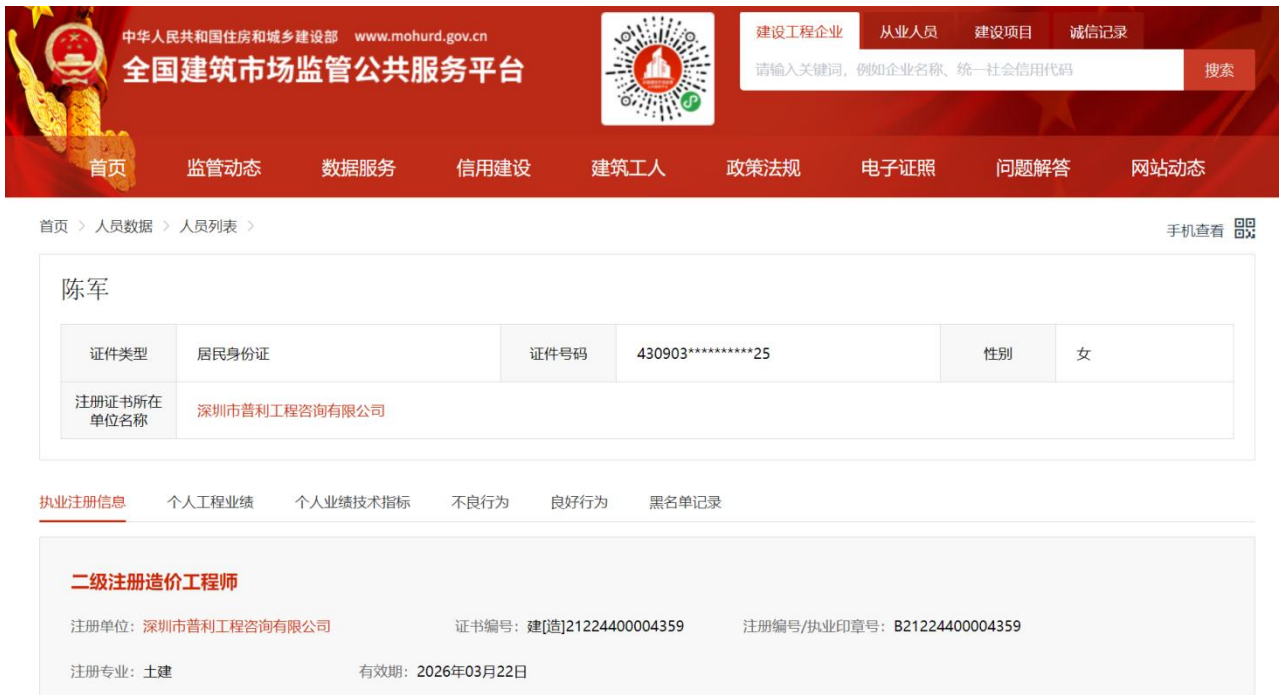 中华人民共和国住房和城乡建设部 www.mohurd.gov.cn
全国建筑市场监管公共服务平台
建设工程企业 从业人员 建设项目 诚信记录
请输入关键词，例如企业名称、统一社会信用代码 搜索
首页 监管动态 数据服务 信用建设 建筑工人 政策法规 电子证照 问题解答 网站动态
首页 > 人员数据 > 人员列表 >
手机查看
陈军
证件类型 居民身份证 证件号码 430903**********25 性别 女
注册证书所在
单位名称
深圳市普利工程咨询有限公司
执业注册信息 个人工程业绩 个人业绩技术指标 不良行为 良好行为 黑名单记录
二级注册造价工程师
注册单位：深圳市普利工程咨询有限公司 证书编号：建[造]21224400004359 注册编号/执业印章号：B21224400004359
注册专业：土建 有效期：2026年03月22日